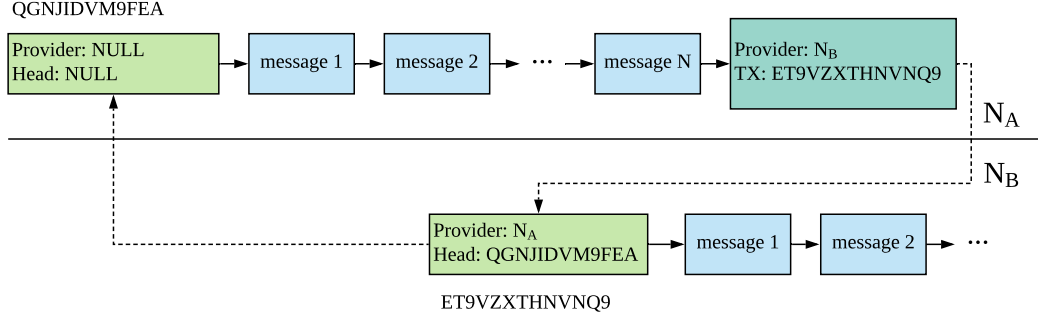 QGNJIDVM9FEA
Provider: NULL
Head: NULL
message 1
message 2
...
message N
Provider: N_B
TX: ET9VZXTHNVNQ9
N_A
N_B
Provider: N_A
Head: QGNJIDVM9FEA
message 1
message 2
...
ET9VZXTHNVNQ9